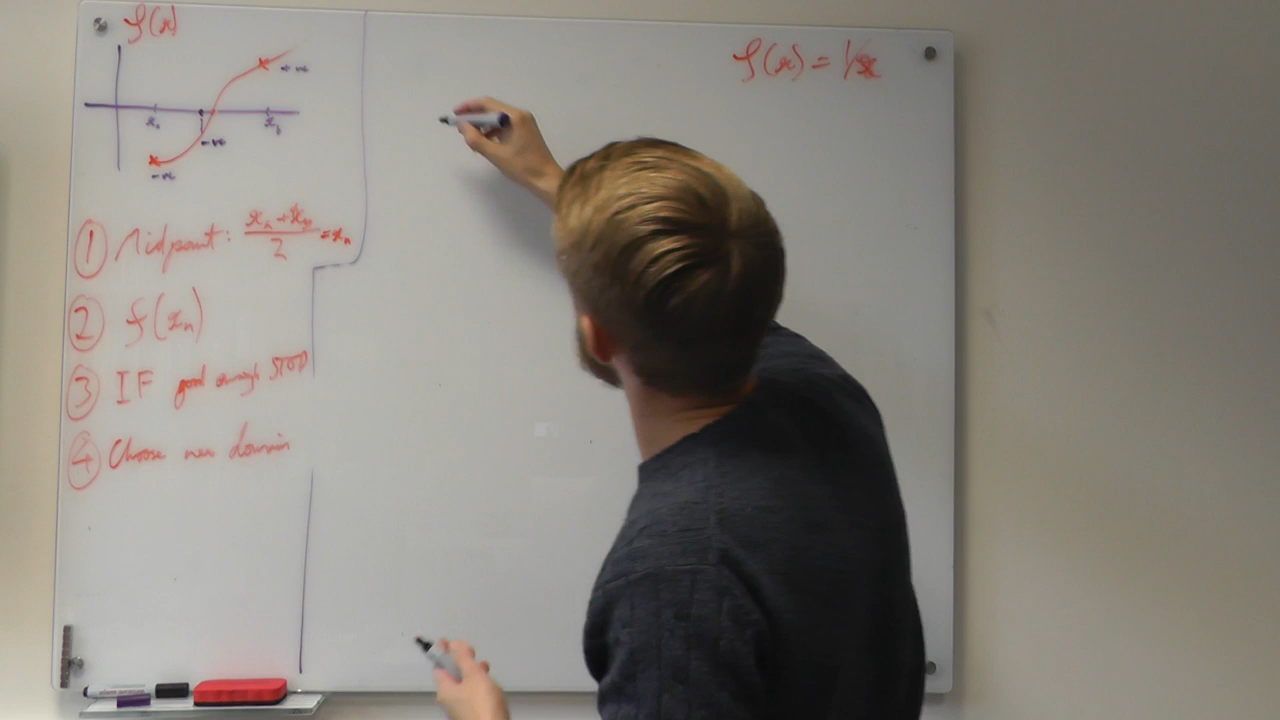 f(x)
+ve
xₐ
x_b
-ve
-ve
① Midpoint: (xₐ + x_b)/2 = xₙ
② f(xₙ)
③ IF good enough STOP
④ Choose new domain
f(x) = 1/x